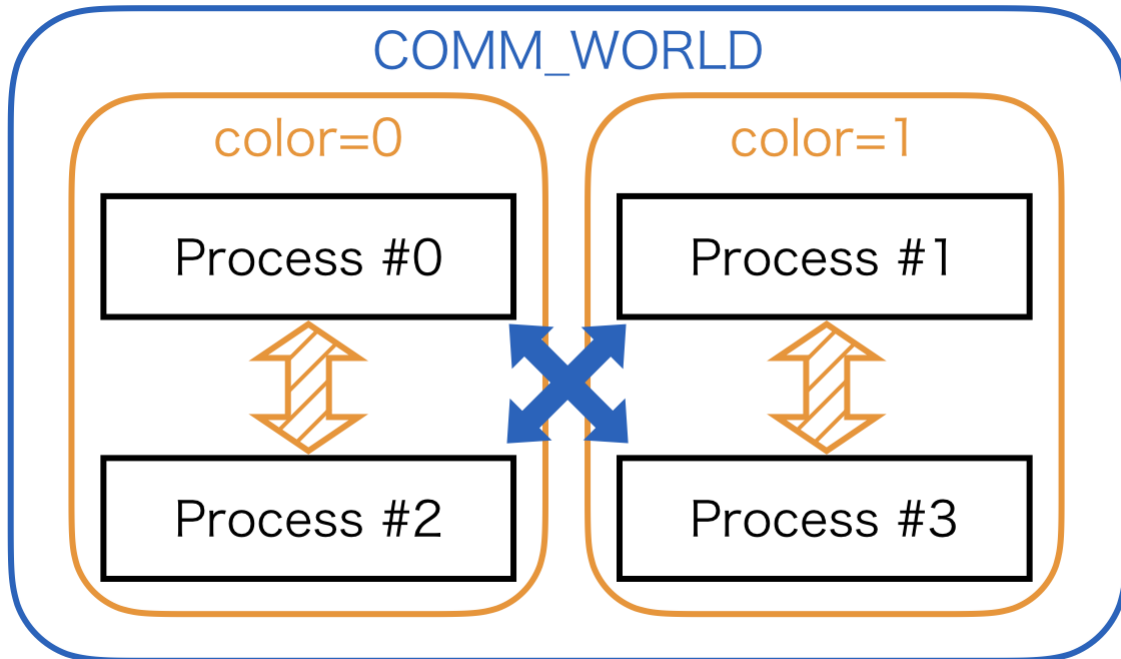 COMM_WORLD
color=0
Process #0
Process #2
color=1
Process #1
Process #3